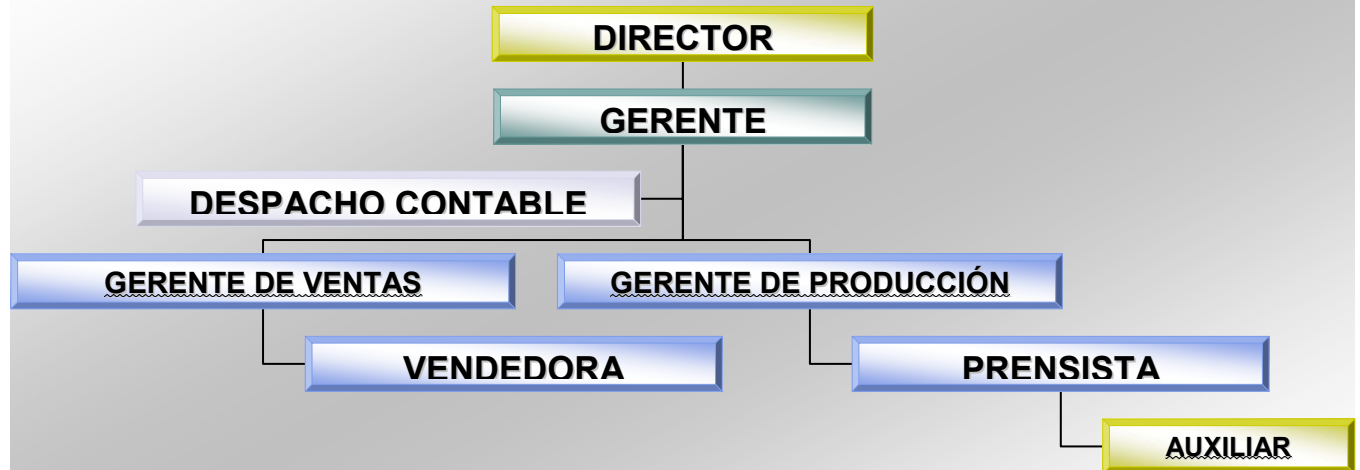 DIRECTOR
GERENTE
DESPACHO CONTABLE
GERENTE DE VENTAS
GERENTE DE PRODUCCIÓN
VENDEDORA
PRENSISTA
AUXILIAR